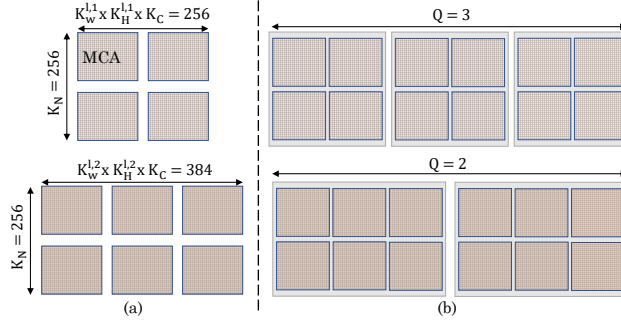 K_w^{l,1} x K_H^{l,1} x K_C = 256
K_N = 256
MCA
Q = 3
K_w^{l,2} x K_H^{l,2} x K_C = 384
K_N = 256
Q = 2
(a)
(b)